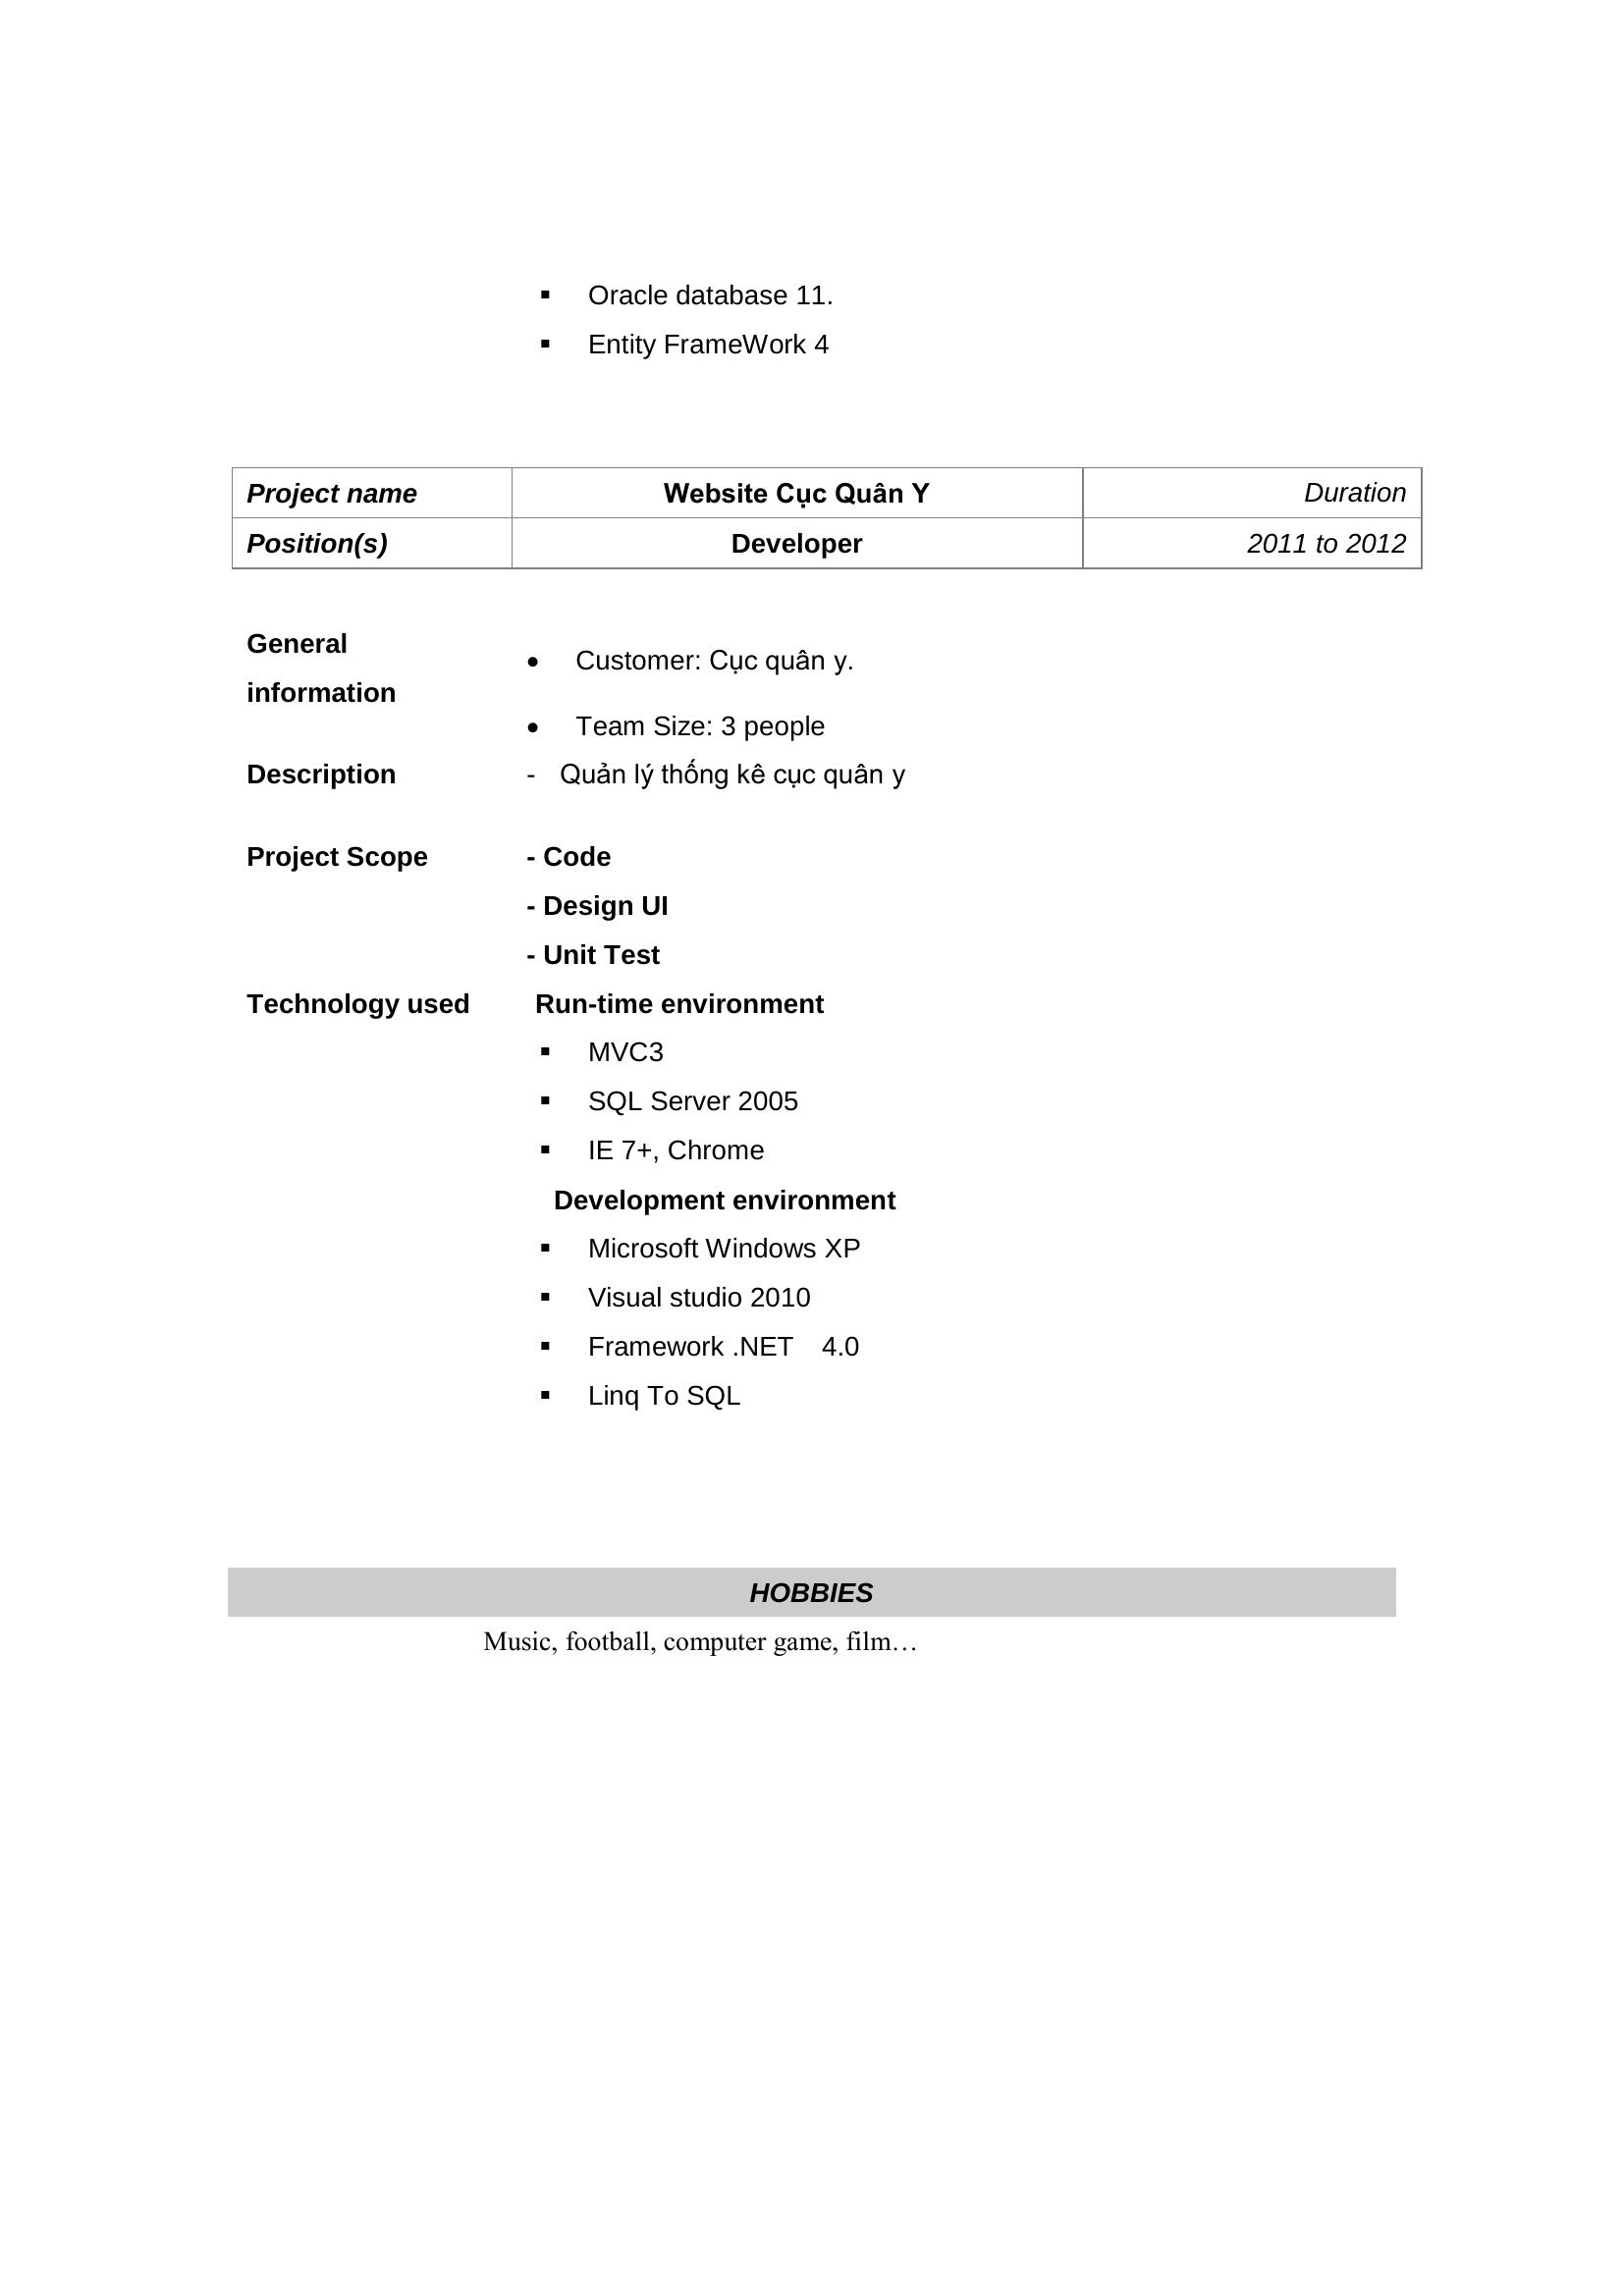 ▪ Oracle database 11.
▪ Entity FrameWork 4
Project name Website Cục Quân Y Duration
Position(s) Developer 2011 to 2012
General information
• Customer: Cục quân y.
• Team Size: 3 people
Description - Quản lý thống kê cục quân y
Project Scope - Code
- Design UI
- Unit Test
Technology used Run-time environment
▪ MVC3
▪ SQL Server 2005
▪ IE 7+, Chrome
Development environment
▪ Microsoft Windows XP
▪ Visual studio 2010
▪ Framework .NET 4.0
▪ Linq To SQL
HOBBIES
Music, football, computer game, film…